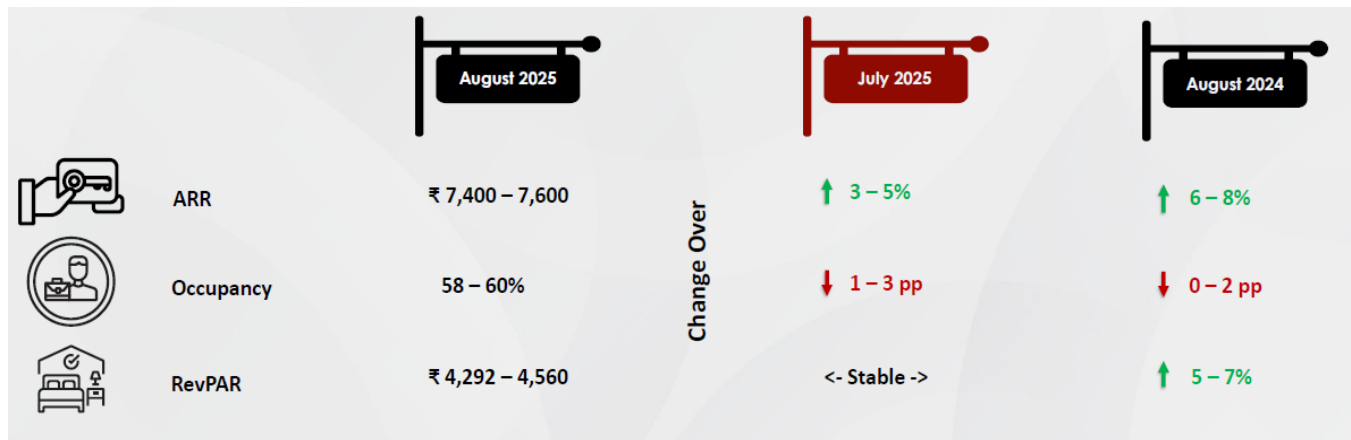 August 2025
July 2025
August 2024
ARR
₹ 7,400 – 7,600
3 – 5%
6 – 8%
Change Over
Occupancy
58 – 60%
1 – 3 pp
0 – 2 pp
RevPAR
₹ 4,292 – 4,560
<- Stable ->
5 – 7%